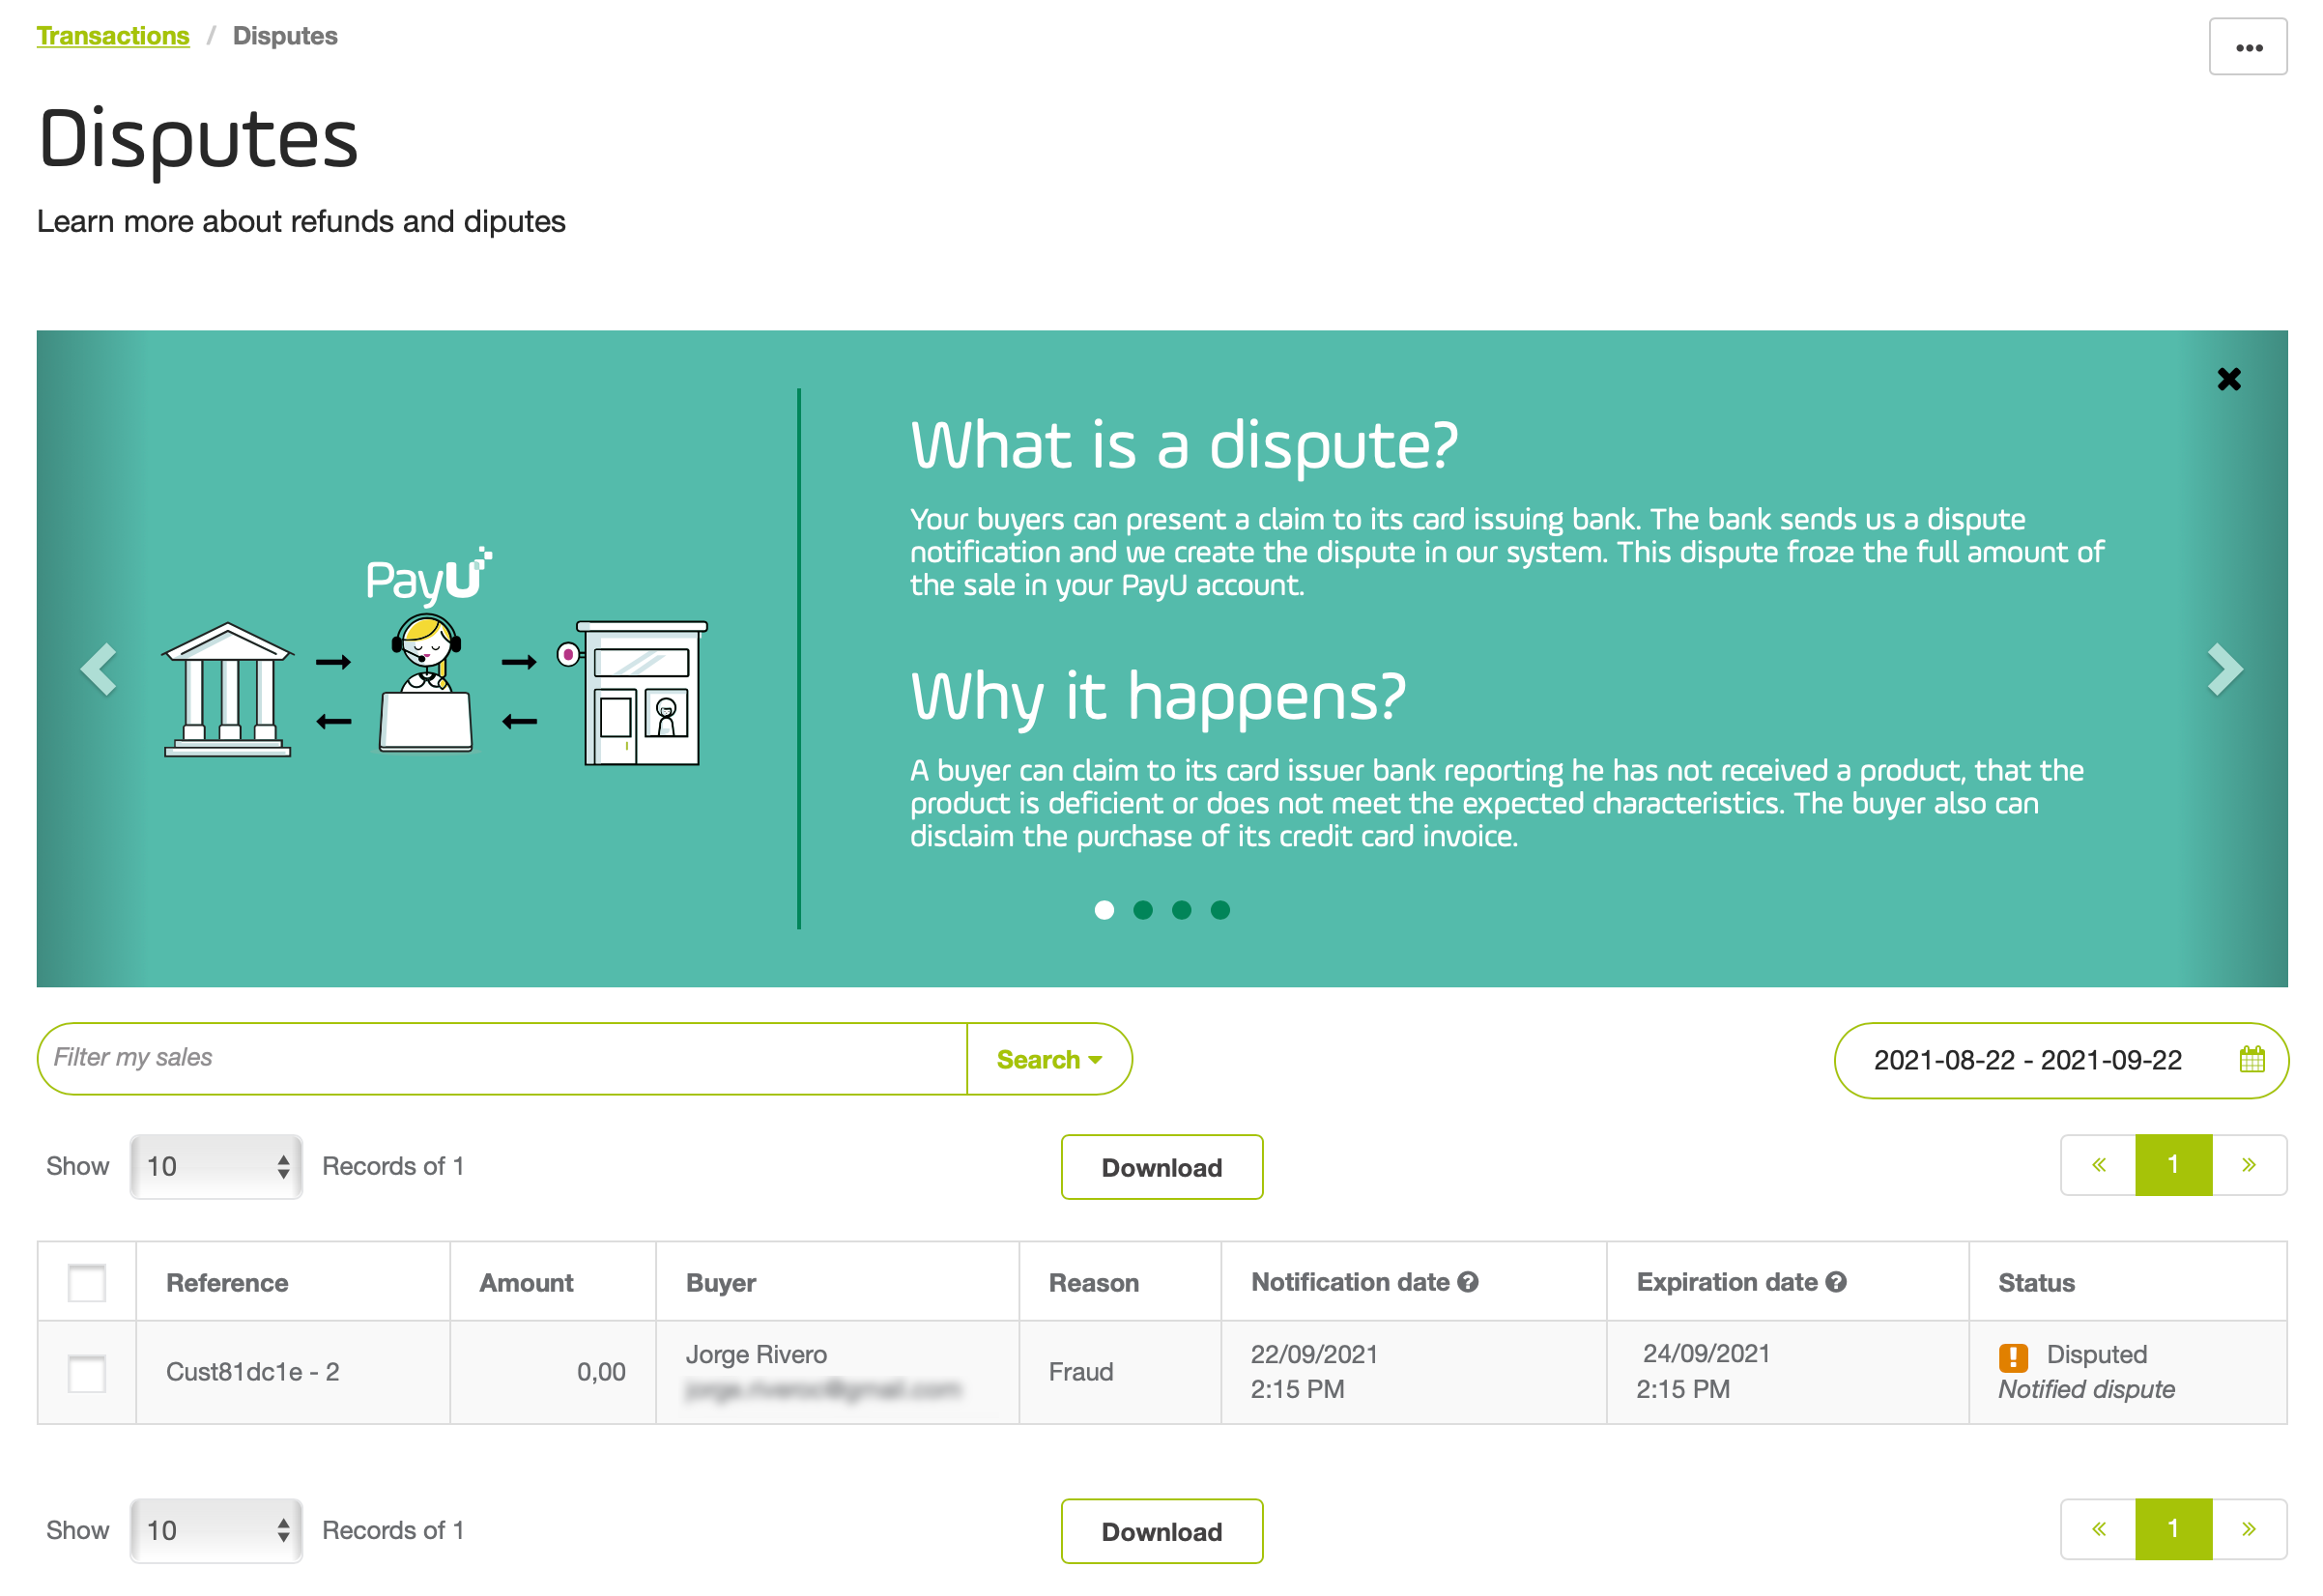 Transactions / Disputes
•••
Disputes
Learn more about refunds and diputes
What is a dispute?
Your buyers can present a claim to its card issuing bank. The bank sends us a dispute
notification and we create the dispute in our system. This dispute froze the full amount of
the sale in your PayU account.
PayU
Why it happens?
A buyer can claim to its card issuer bank reporting he has not received a product, that the
product is deficient or does not meet the expected characteristics. The buyer also can
disclaim the purchase of its credit card invoice.
Filter my sales Search 2021-08-22 - 2021-09-22
Show 10 Records of 1 Download « 1 »
Reference Amount Buyer Reason Notification date ? Expiration date ? Status
Cust81dc1e - 2 0,00 Jorge Rivero Fraud 22/09/2021 2:15 PM 24/09/2021 2:15 PM ! Disputed
Notified dispute
Show 10 Records of 1 Download « 1 »